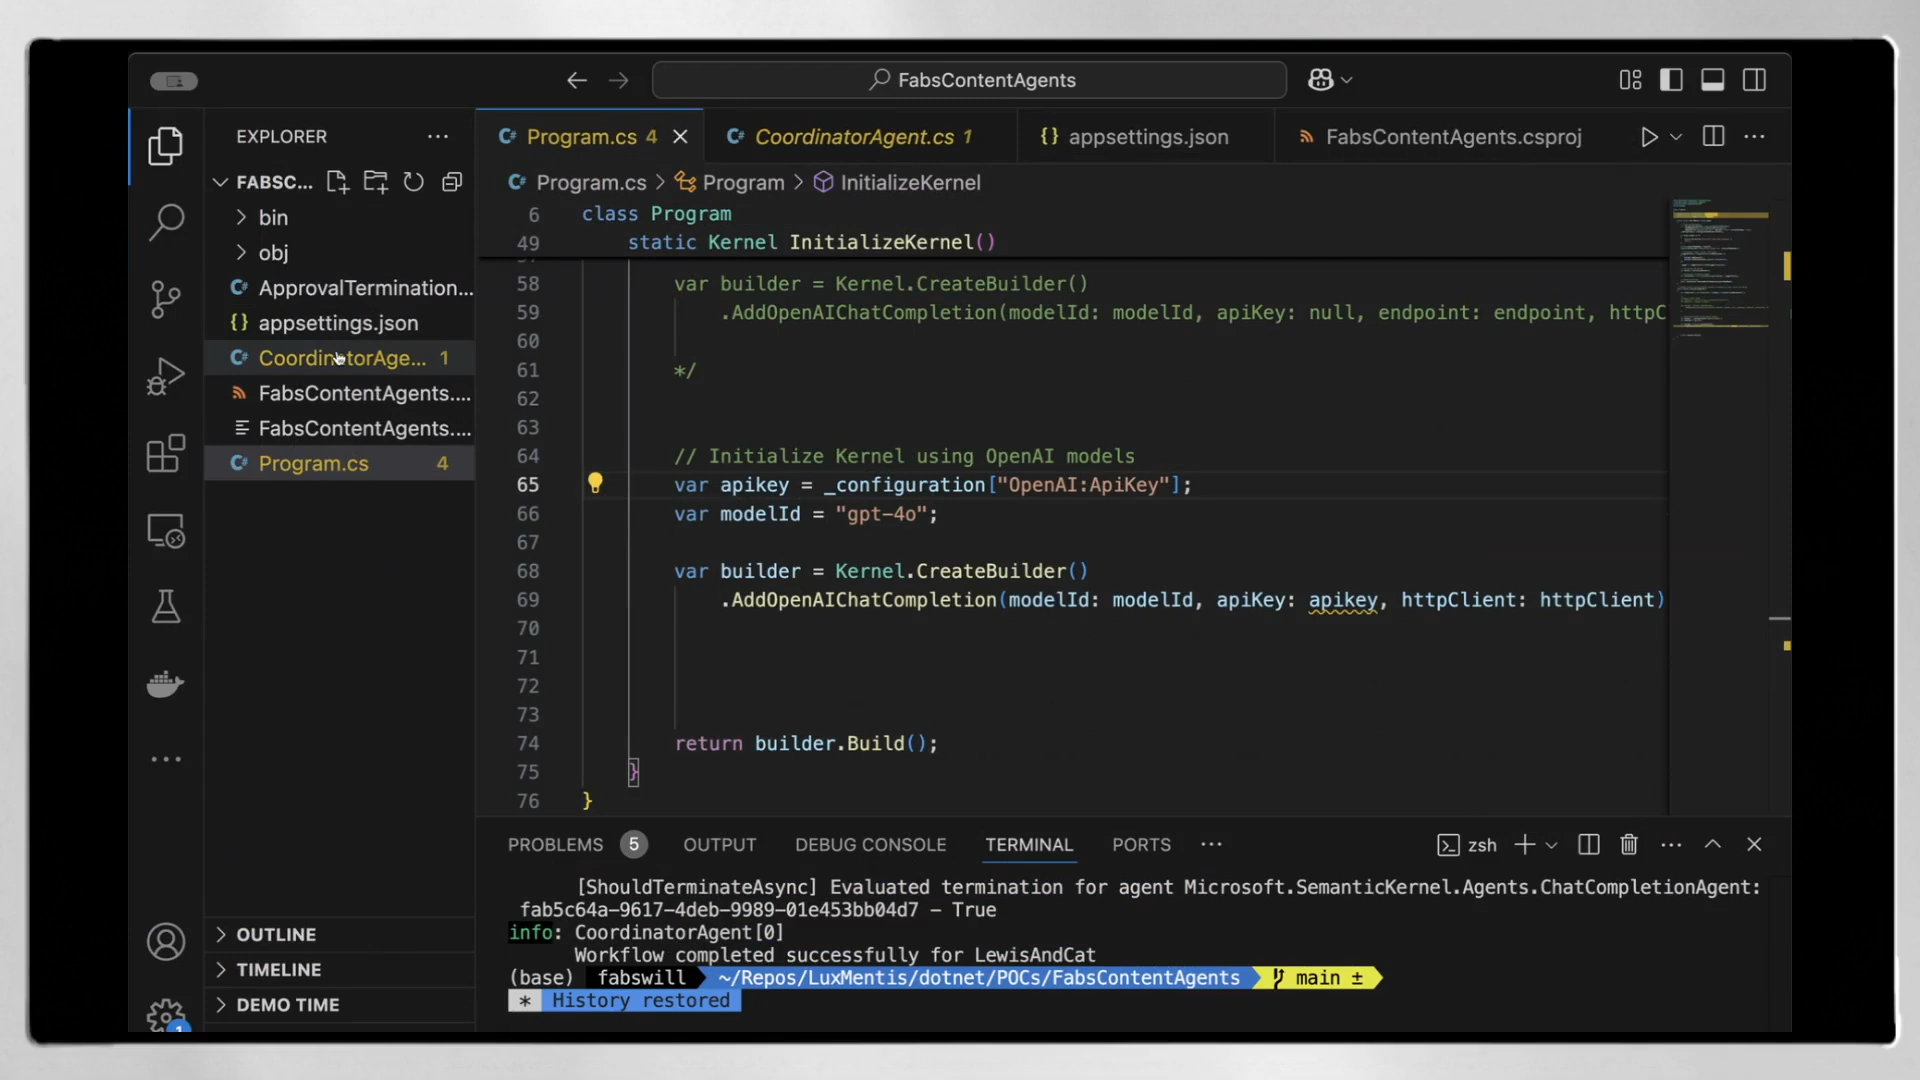 FabsContentAgents
EXPLORER
FABSC...
bin
obj
ApprovalTermination...
appsettings.json
CoordinatorAge... 1
FabsContentAgents....
FabsContentAgents....
Program.cs 4
OUTLINE
TIMELINE
DEMO TIME
1
Program.cs 4
CoordinatorAgent.cs 1
appsettings.json
FabsContentAgents.csproj
Program.cs > Program > InitializeKernel
6 class Program
49 static Kernel InitializeKernel()
58 var builder = Kernel.CreateBuilder()
59 .AddOpenAIChatCompletion(modelId: modelId, apiKey: null, endpoint: endpoint, httpC
60
61 */
62
63
64 // Initialize Kernel using OpenAI models
65 var apikey = _configuration["OpenAI:ApiKey"];
66 var modelId = "gpt-4o";
67
68 var builder = Kernel.CreateBuilder()
69 .AddOpenAIChatCompletion(modelId: modelId, apiKey: apikey, httpClient: httpClient)
70
71
72
73
74 return builder.Build();
75 }
76 }
PROBLEMS 5 OUTPUT DEBUG CONSOLE TERMINAL PORTS
zsh
[ShouldTerminateAsync] Evaluated termination for agent Microsoft.SemanticKernel.Agents.ChatCompletionAgent:
fab5c64a-9617-4deb-9989-01e453bb04d7 – True
info: CoordinatorAgent[0]
Workflow completed successfully for LewisAndCat
(base) fabswill ~/Repos/LuxMentis/dotnet/POCs/FabsContentAgents main ±
* History restored